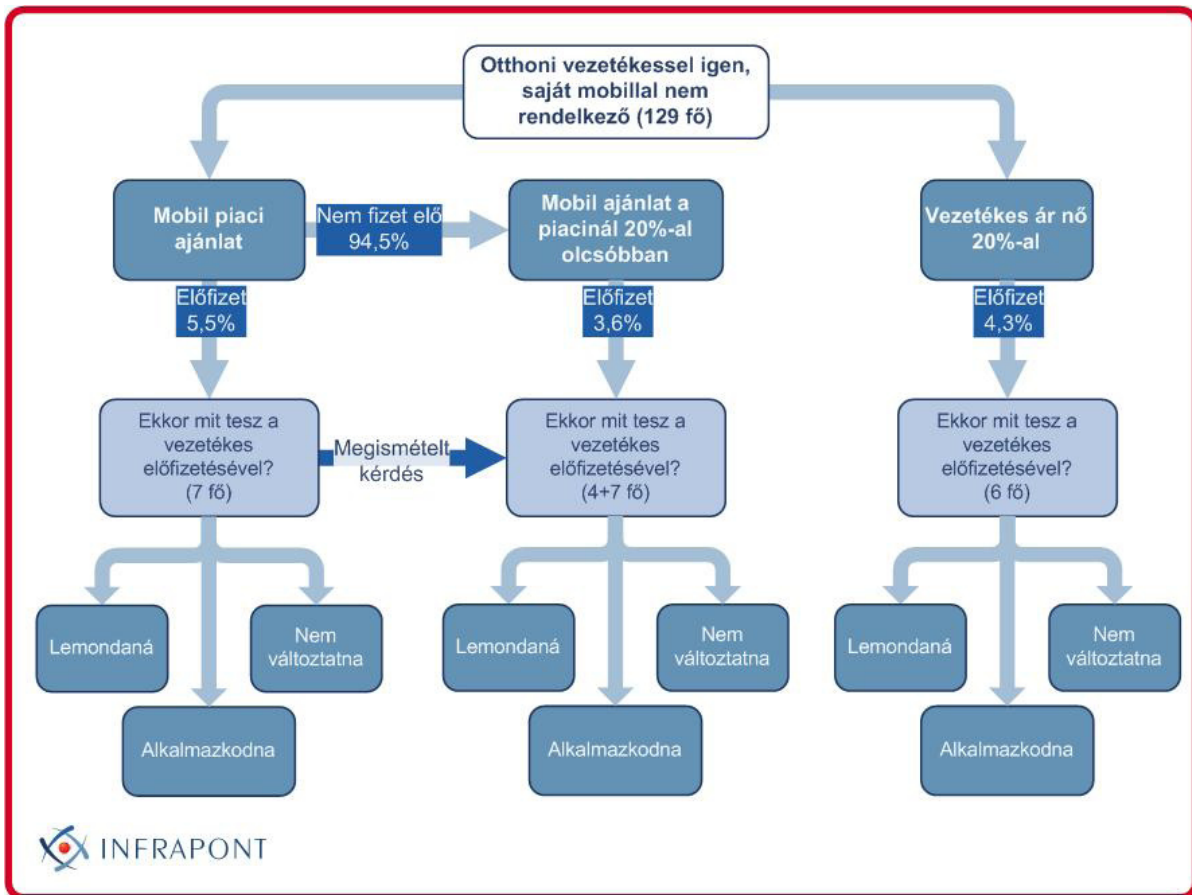 Otthoni vezetékessel igen,
saját mobillal nem
rendelkező (129 fő)
Mobil piaci
ajánlat
Nem fizet elő
94,5%
Mobil ajánlat a
piacinál 20%-al
olcsóbban
Vezetékes ár nő
20%-al
Előfizet
5,5%
Előfizet
3,6%
Előfizet
4,3%
Ekkor mit tesz a
vezetékes
előfizetésével?
(7 fő)
Megismételt
kérdés
Ekkor mit tesz a
vezetékes
előfizetésével?
(4+7 fő)
Ekkor mit tesz a
vezetékes
előfizetésével?
(6 fő)
Lemondaná
Nem
változtatna
Alkalmazkodna
Lemondaná
Nem
változtatna
Alkalmazkodna
Lemondaná
Nem
változtatna
Alkalmazkodna
INFRAPONT